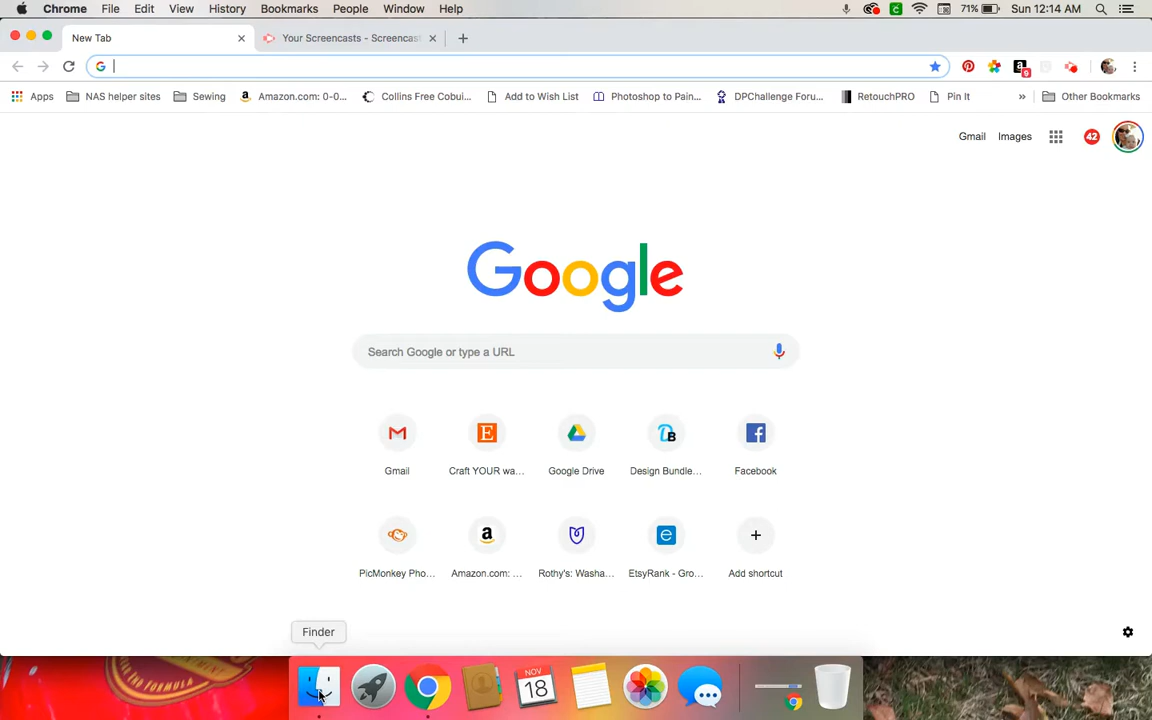 Chrome File Edit View History Bookmarks People Window Help 71% Sun 12:14 AM
New Tab Your Screencasts - Screencast
Apps NAS helper sites Sewing Amazon.com: 0-0... Collins Free Cobui... Add to Wish List Photoshop to Pain... DPChallenge Foru... RetouchPRO Pin It » Other Bookmarks
Gmail Images 42
Google
Search Google or type a URL
Gmail Craft YOUR wa... Google Drive Design Bundle... Facebook
PicMonkey Pho... Amazon.com: ... Rothy's: Washa... EtsyRank - Gro... Add shortcut
Finder
NOV
18
THE FORMULA